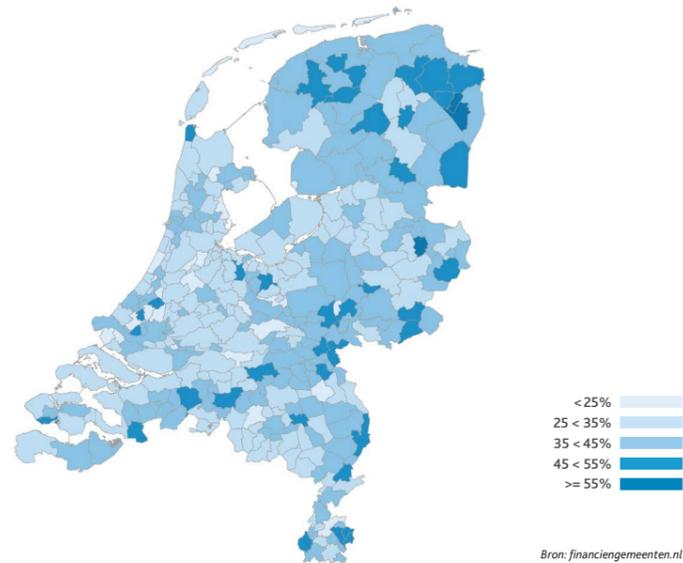 <25%
25 < 35%
35 < 45%
45 < 55%
>= 55%
Bron: financiengemeenten.nl